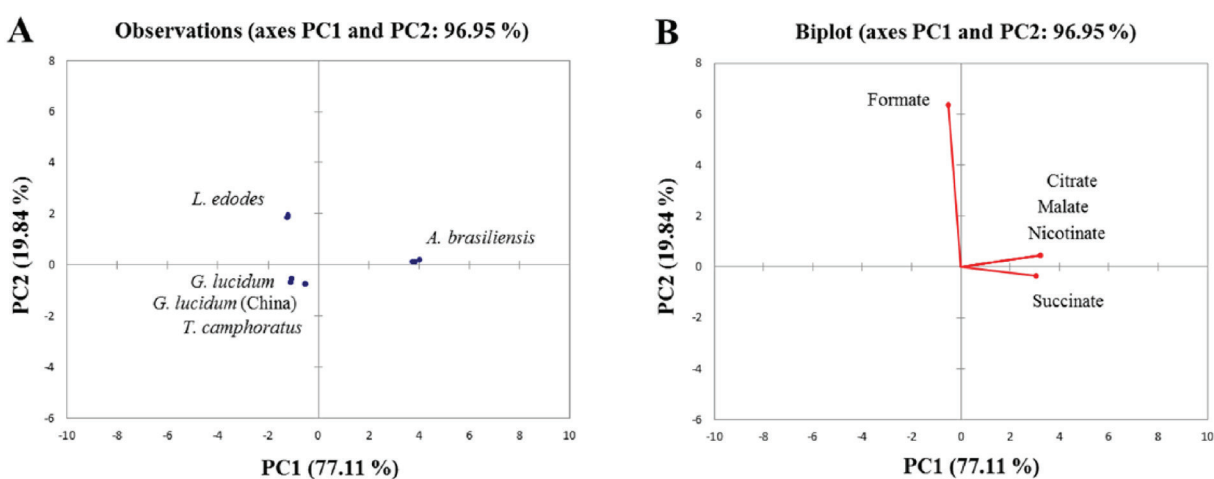 A
Observations (axes PC1 and PC2: 96.95 %)
8
6
4
2
0
-2
-4
-6
-10
-8
-6
-4
-2
0
2
4
6
8
10
PC2 (19.84 %)
PC1 (77.11 %)
L. edodes
A. brasiliensis
G. lucidum
G. lucidum (China)
T. camphoratus
B
Biplot (axes PC1 and PC2: 96.95 %)
8
6
4
2
0
-2
-4
-6
-10
-8
-6
-4
-2
0
2
4
6
8
10
PC2 (19.84 %)
PC1 (77.11 %)
Formate
Citrate
Malate
Nicotinate
Succinate